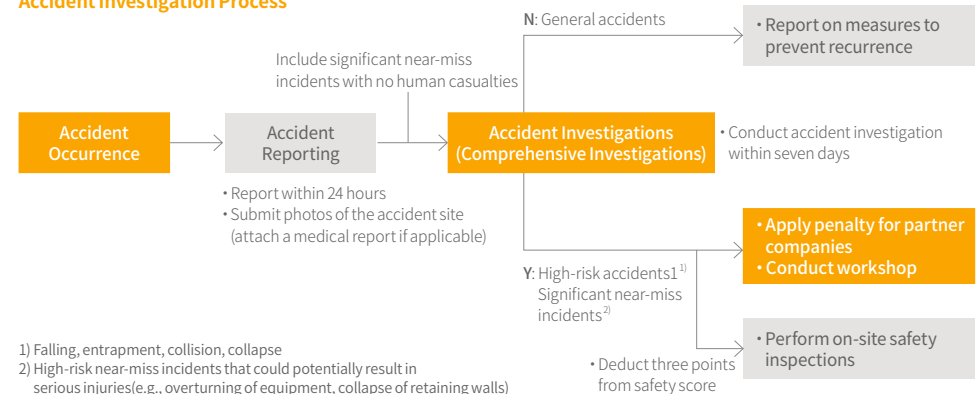 Accident Investigation Process
N: General accidents
• Report on measures to
prevent recurrence
Include significant near-miss
incidents with no human casualties
Accident
Occurrence
Accident
Reporting
Accident Investigations
(Comprehensive Investigations)
• Conduct accident investigation
within seven days
• Report within 24 hours
• Submit photos of the accident site
(attach a medical report if applicable)
• Apply penalty for partner
companies
• Conduct workshop
Y: High-risk accidents1 1)
Significant near-miss
incidents 2)
• Perform on-site safety
inspections
• Deduct three points
from safety score
1) Falling, entrapment, collision, collapse
2) High-risk near-miss incidents that could potentially result in
serious injuries(e.g., overturning of equipment, collapse of retaining walls)